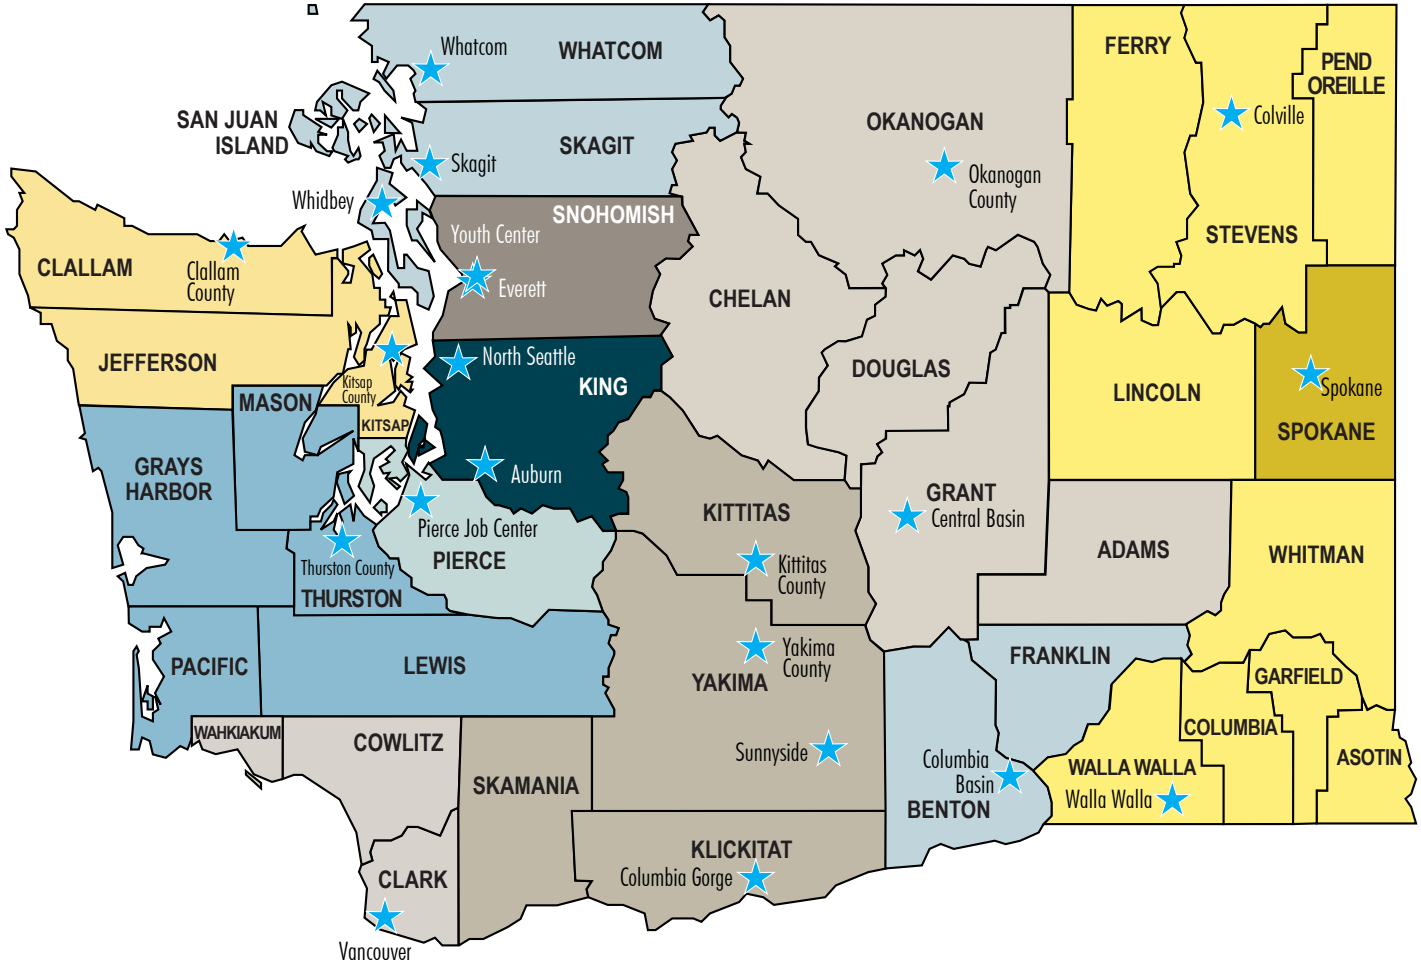 Whatcom
WHATCOM
FERRY
PEND
OREILLE
SAN JUAN
ISLAND
SKAGIT
Skagit
OKANOGAN
Okanogan
County
Colville
Whidbey
SNOHOMISH
Youth Center
Everett
STEVENS
CLALLAM
Clallam
County
CHELAN
JEFFERSON
Kitsap
County
KITSAP
North Seattle
KING
DOUGLAS
LINCOLN
Spokane
SPOKANE
MASON
GRAYS
HARBOR
Auburn
Pierce Job Center
PIERCE
KITTITAS
Kittitas
County
GRANT
Central Basin
ADAMS
WHITMAN
Thurston County
THURSTON
PACIFIC
LEWIS
Yakima
County
YAKIMA
Sunnyside
FRANKLIN
GARFIELD
COLUMBIA
ASOTIN
WAHKIAKUM
COWLITZ
SKAMANIA
Columbia
Basin
BENTON
WALLA WALLA
Walla Walla
KLICKITAT
Columbia Gorge
CLARK
Vancouver